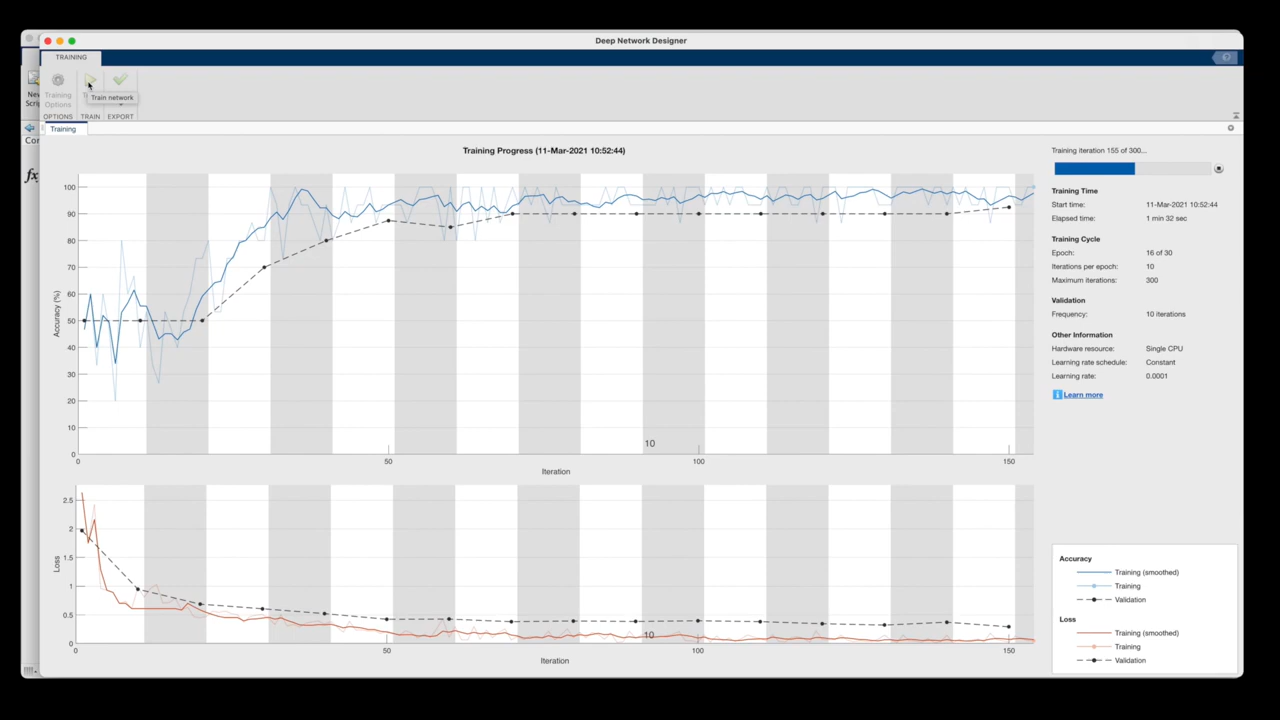 Deep Network Designer
TRAINING
New
Script
Training
Options
Train network
OPTIONS
TRAIN
EXPORT
Training
fx
Training Progress (11-Mar-2021 10:52:44)
100
90
80
70
60
50
40
30
20
10
0
Accuracy (%)
10
0
50
100
150
Iteration
2.5
2
1.5
1
0.5
0
Loss
10
0
50
100
150
Iteration
Training iteration 155 of 300...
Training Time
Start time: 11-Mar-2021 10:52:44
Elapsed time: 1 min 32 sec
Training Cycle
Epoch: 16 of 30
Iterations per epoch: 10
Maximum iterations: 300
Validation
Frequency: 10 iterations
Other Information
Hardware resource: Single CPU
Learning rate schedule: Constant
Learning rate: 0.0001
Learn more
Accuracy
Training (smoothed)
Training
Validation
Loss
Training (smoothed)
Training
Validation